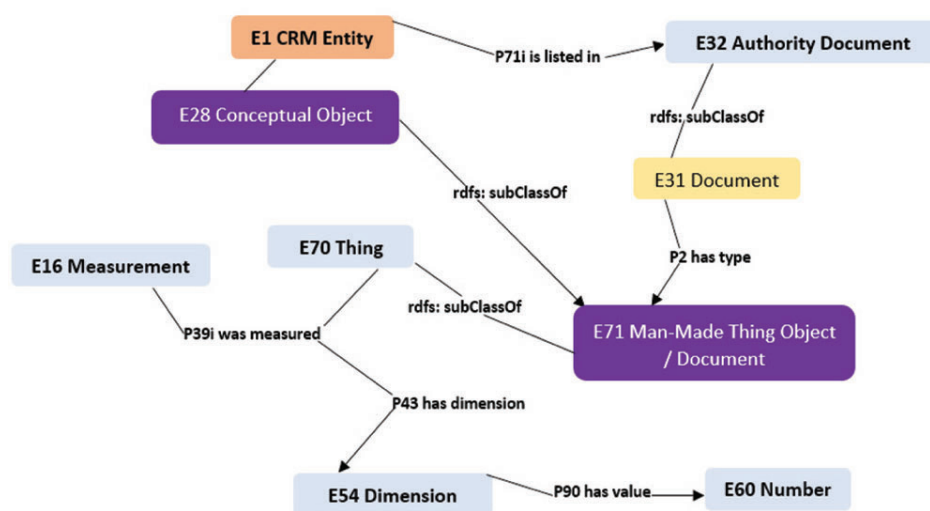 E1 CRM Entity
P71i is listed in
E32 Authority Document
E28 Conceptual Object
rdfs: subClassOf
E31 Document
rdfs: subClassOf
E70 Thing
E16 Measurement
P2 has type
rdfs: subClassOf
P39i was measured
E71 Man-Made Thing Object
/ Document
P43 has dimension
E54 Dimension
P90 has value
E60 Number